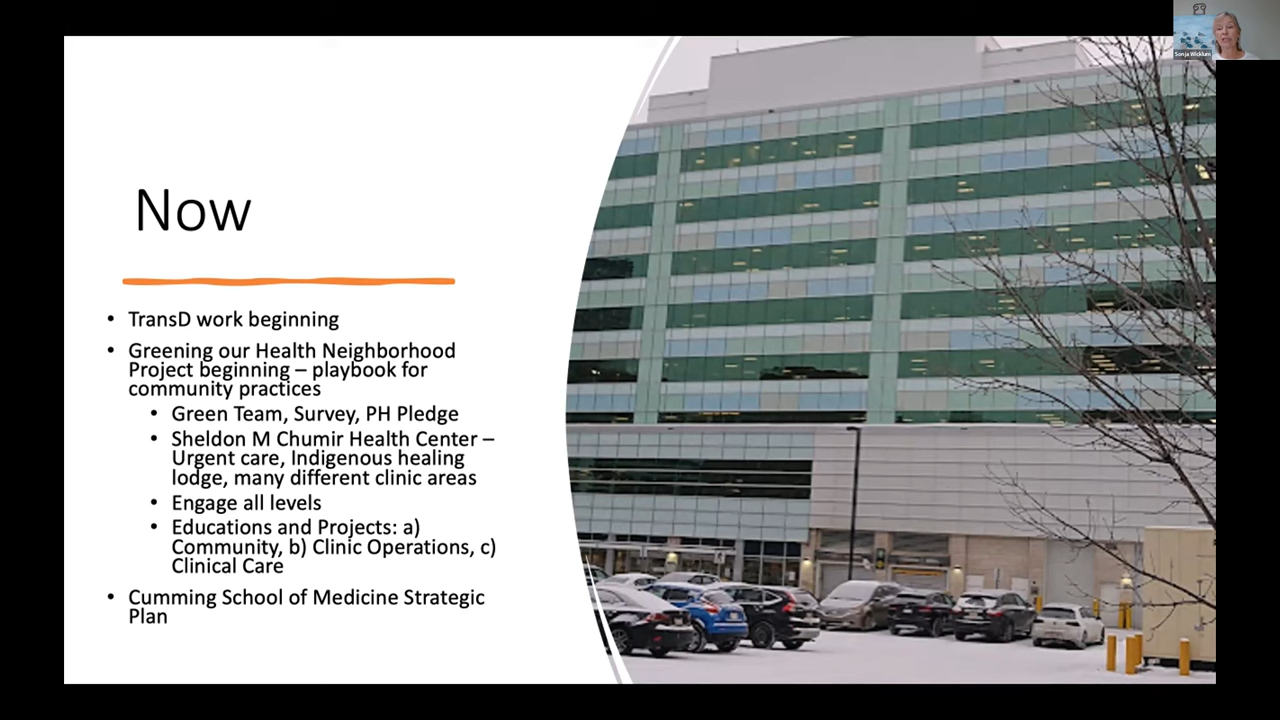 Now
• TransD work beginning
• Greening our Health Neighborhood
Project beginning – playbook for
community practices
• Green Team, Survey, PH Pledge
• Sheldon M Chumir Health Center –
Urgent care, Indigenous healing
lodge, many different clinic areas
• Engage all levels
• Educations and Projects: a)
Community, b) Clinic Operations, c)
Clinical Care
• Cumming School of Medicine Strategic
Plan
Sonja Wicklum